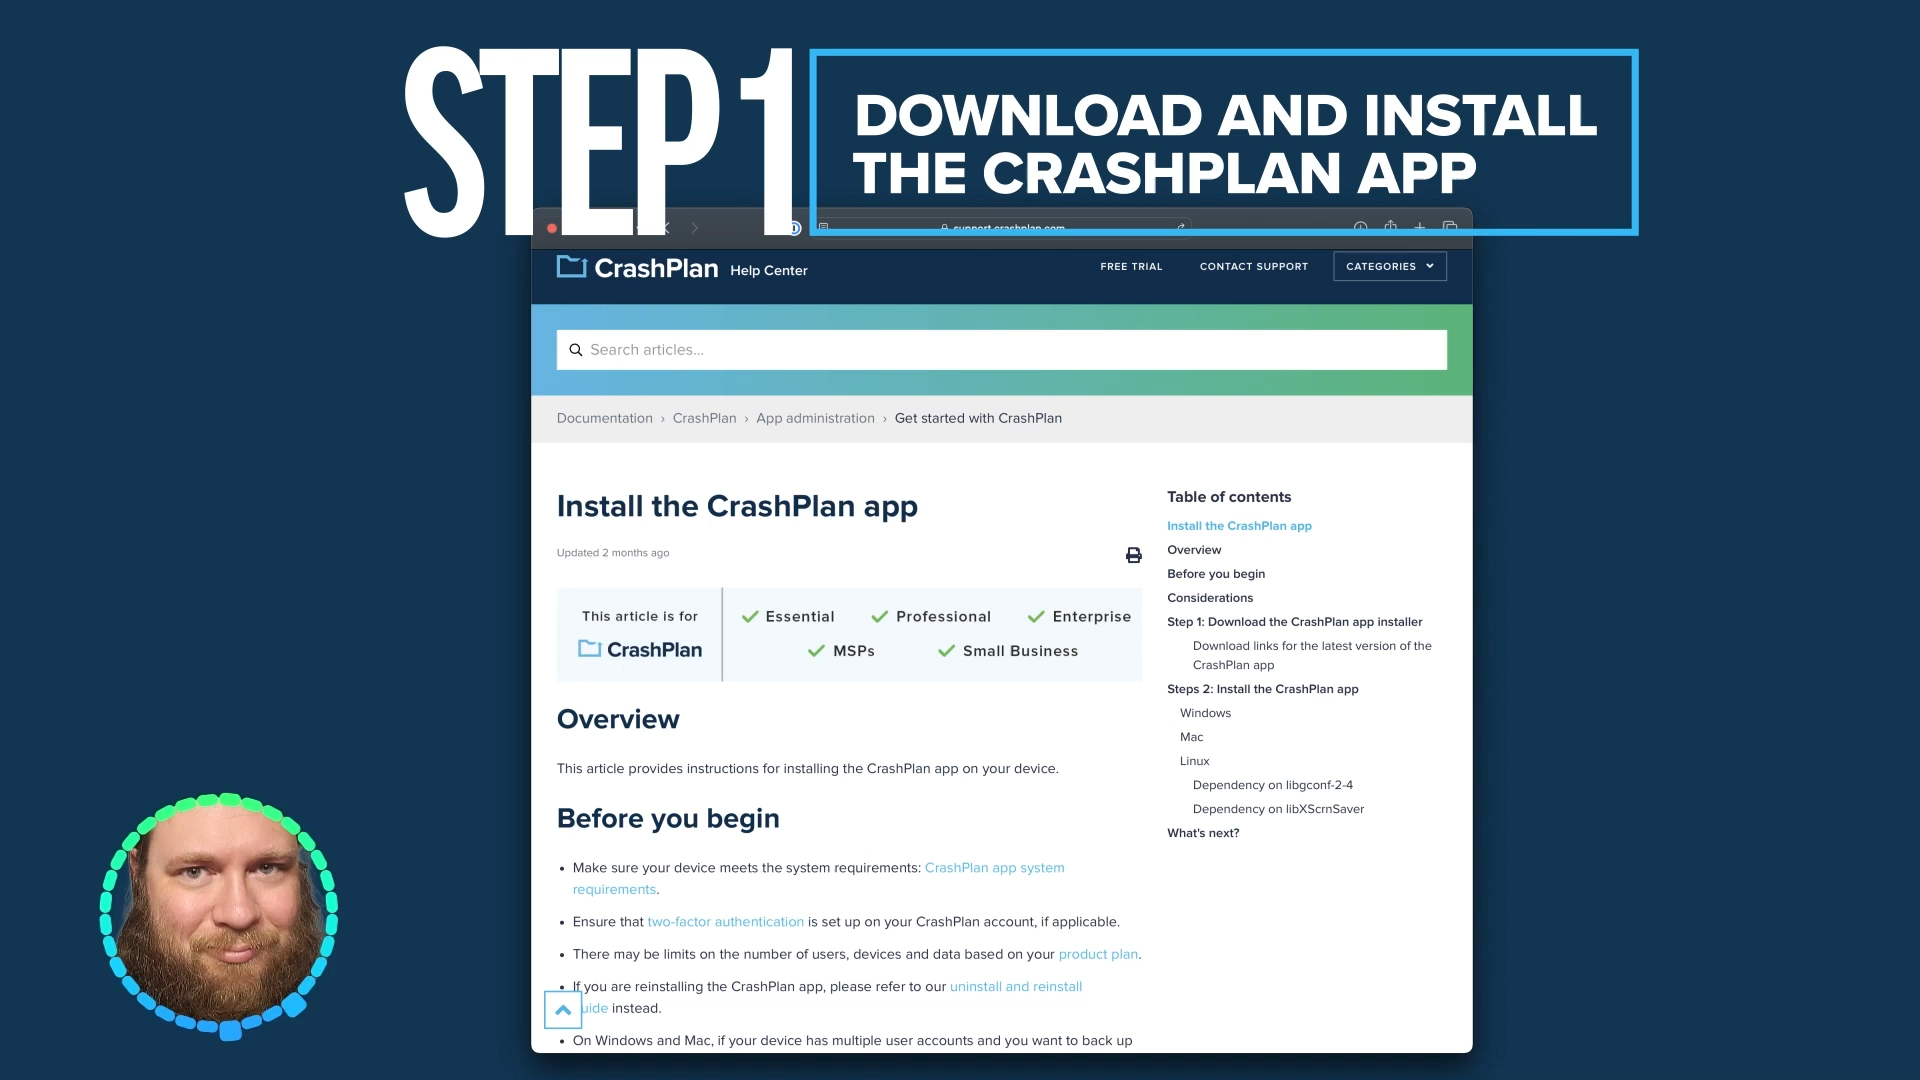 STEP 1
DOWNLOAD AND INSTALL
THE CRASHPLAN APP
support.crashplan.com
CrashPlan Help Center
FREE TRIAL
CONTACT SUPPORT
CATEGORIES
Search articles...
Documentation › CrashPlan › App administration › Get started with CrashPlan
Install the CrashPlan app
Updated 2 months ago
This article is for
CrashPlan
Essential
Professional
Enterprise
MSPs
Small Business
Overview
This article provides instructions for installing the CrashPlan app on your device.
Before you begin
• Make sure your device meets the system requirements: CrashPlan app system
requirements.
• Ensure that two-factor authentication is set up on your CrashPlan account, if applicable.
• There may be limits on the number of users, devices and data based on your product plan.
• If you are reinstalling the CrashPlan app, please refer to our uninstall and reinstall
uide instead.
• On Windows and Mac, if your device has multiple user accounts and you want to back up
Table of contents
Install the CrashPlan app
Overview
Before you begin
Considerations
Step 1: Download the CrashPlan app installer
Download links for the latest version of the
CrashPlan app
Steps 2: Install the CrashPlan app
Windows
Mac
Linux
Dependency on libgconf-2-4
Dependency on libXScrnSaver
What's next?